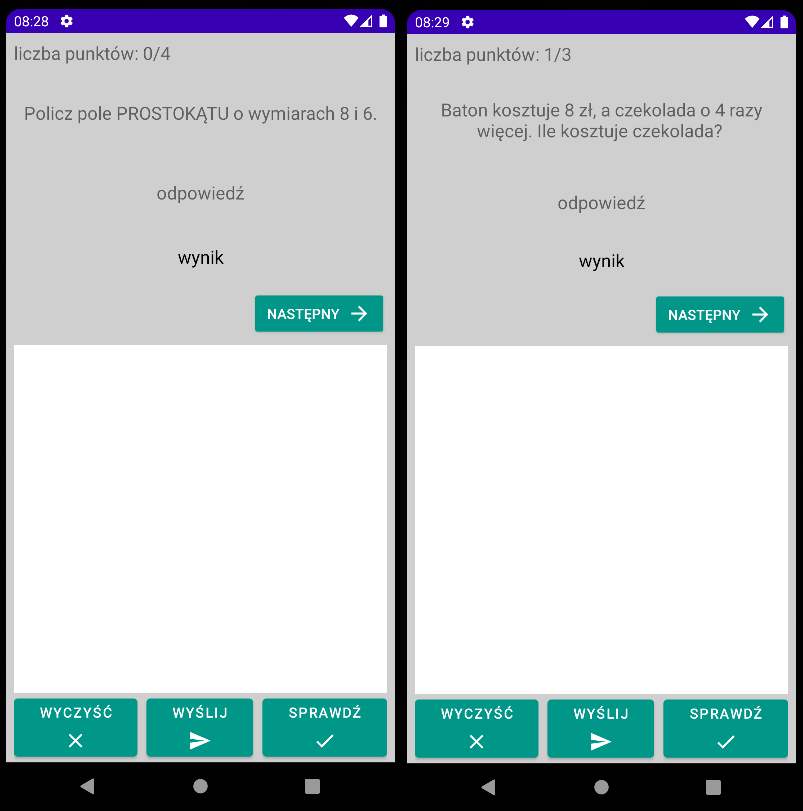 08:28
liczba punktów: 0/4
Policz pole PROSTOKĄTU o wymiarach 8 i 6.
odpowiedź
wynik
NASTĘPNY
WYCZYŚĆ
WYŚLIJ
SPRAWDŹ
08:29
liczba punktów: 1/3
Baton kosztuje 8 zł, a czekolada o 4 razy
więcej. Ile kosztuje czekolada?
odpowiedź
wynik
NASTĘPNY
WYCZYŚĆ
WYŚLIJ
SPRAWDŹ